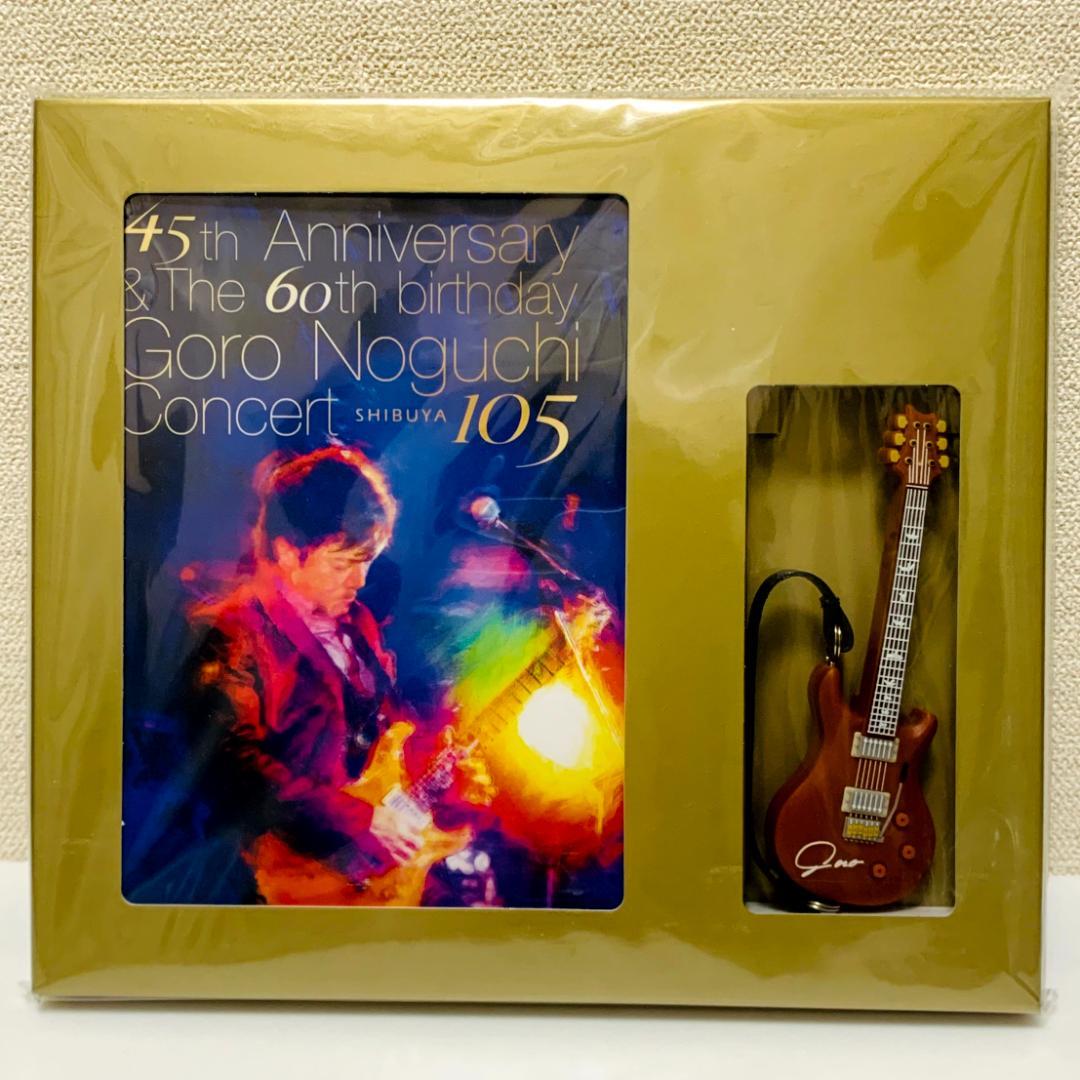 45th Anniversary
& The 60th birthday
Goro Noguchi
Concert SHIBUYA 105
Goro